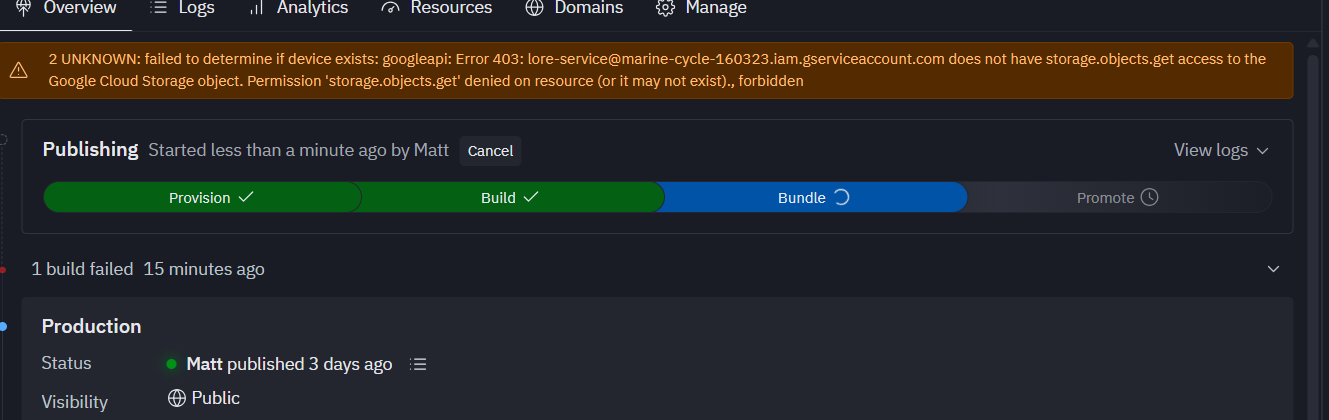 Overview Logs Analytics Resources Domains Manage
2 UNKNOWN: failed to determine if device exists: googleapi: Error 403: lore-service@marine-cycle-160323.iam.gserviceaccount.com does not have storage.objects.get access to the
Google Cloud Storage object. Permission 'storage.objects.get' denied on resource (or it may not exist)., forbidden
Publishing Started less than a minute ago by Matt Cancel View logs
Provision Build Bundle Promote
1 build failed 15 minutes ago
Production
Status Matt published 3 days ago
Visibility Public